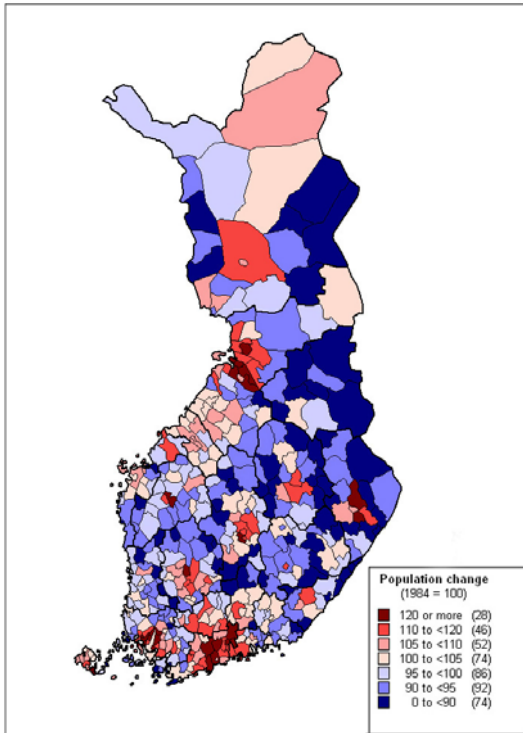 Population change
(1984 = 100)
120 or more (28)
110 to <120 (46)
105 to <110 (52)
100 to <105 (74)
95 to <100 (86)
90 to <95 (92)
0 to <90 (74)